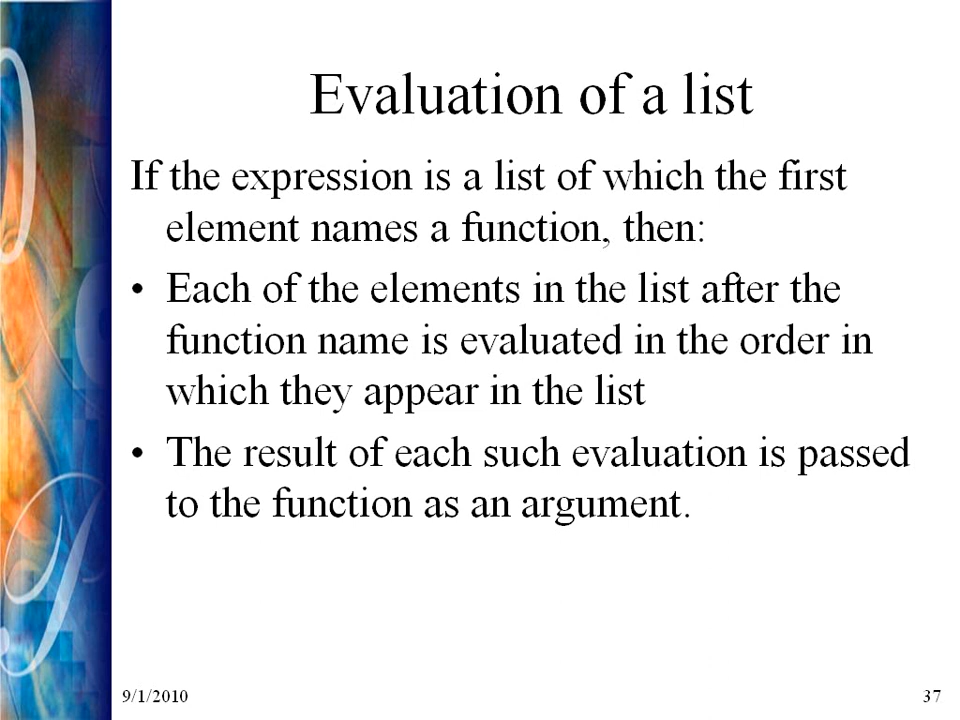 Evaluation of a list
If the expression is a list of which the first
element names a function, then:
• Each of the elements in the list after the
function name is evaluated in the order in
which they appear in the list
• The result of each such evaluation is passed
to the function as an argument.
9/1/2010
37